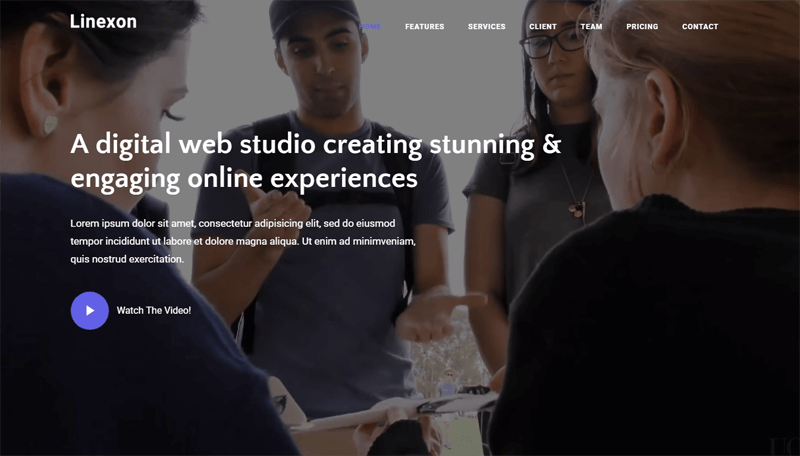 Linexon
HOME FEATURES SERVICES CLIENT TEAM PRICING CONTACT
A digital web studio creating stunning &
engaging online experiences
Lorem ipsum dolor sit amet, consectetur adipisicing elit, sed do eiusmod
tempor incididunt ut labore et dolore magna aliqua. Ut enim ad minimveniam,
quis nostrud exercitation.
Watch The Video!